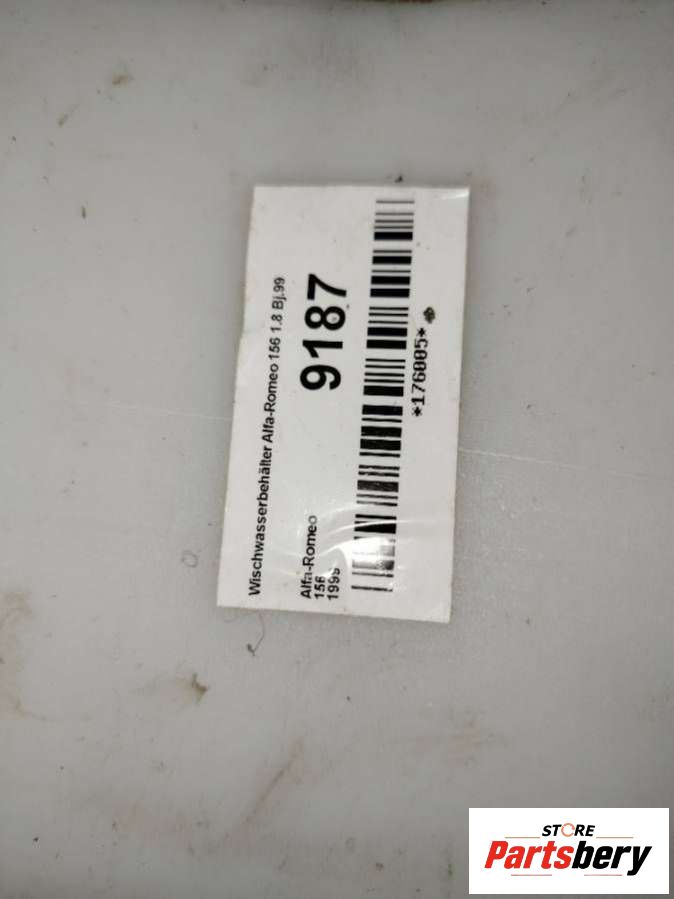 Wischwasserbehälter Alfa-Romeo 156 1.8 Bj.99
9187
Alfa-Romeo
156
1999
*176005*
STORE
Partsbery